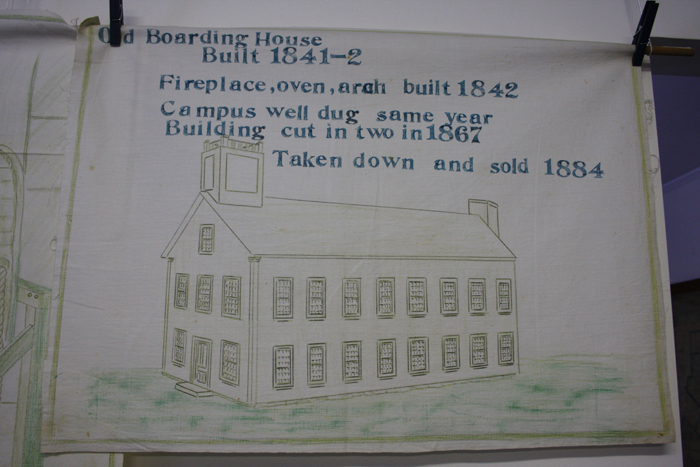 Old Boarding House
Built 1841-2
Fireplace, oven, arch built 1842
Campus well dug same year
Building cut in two in 1867
Taken down and sold 1884